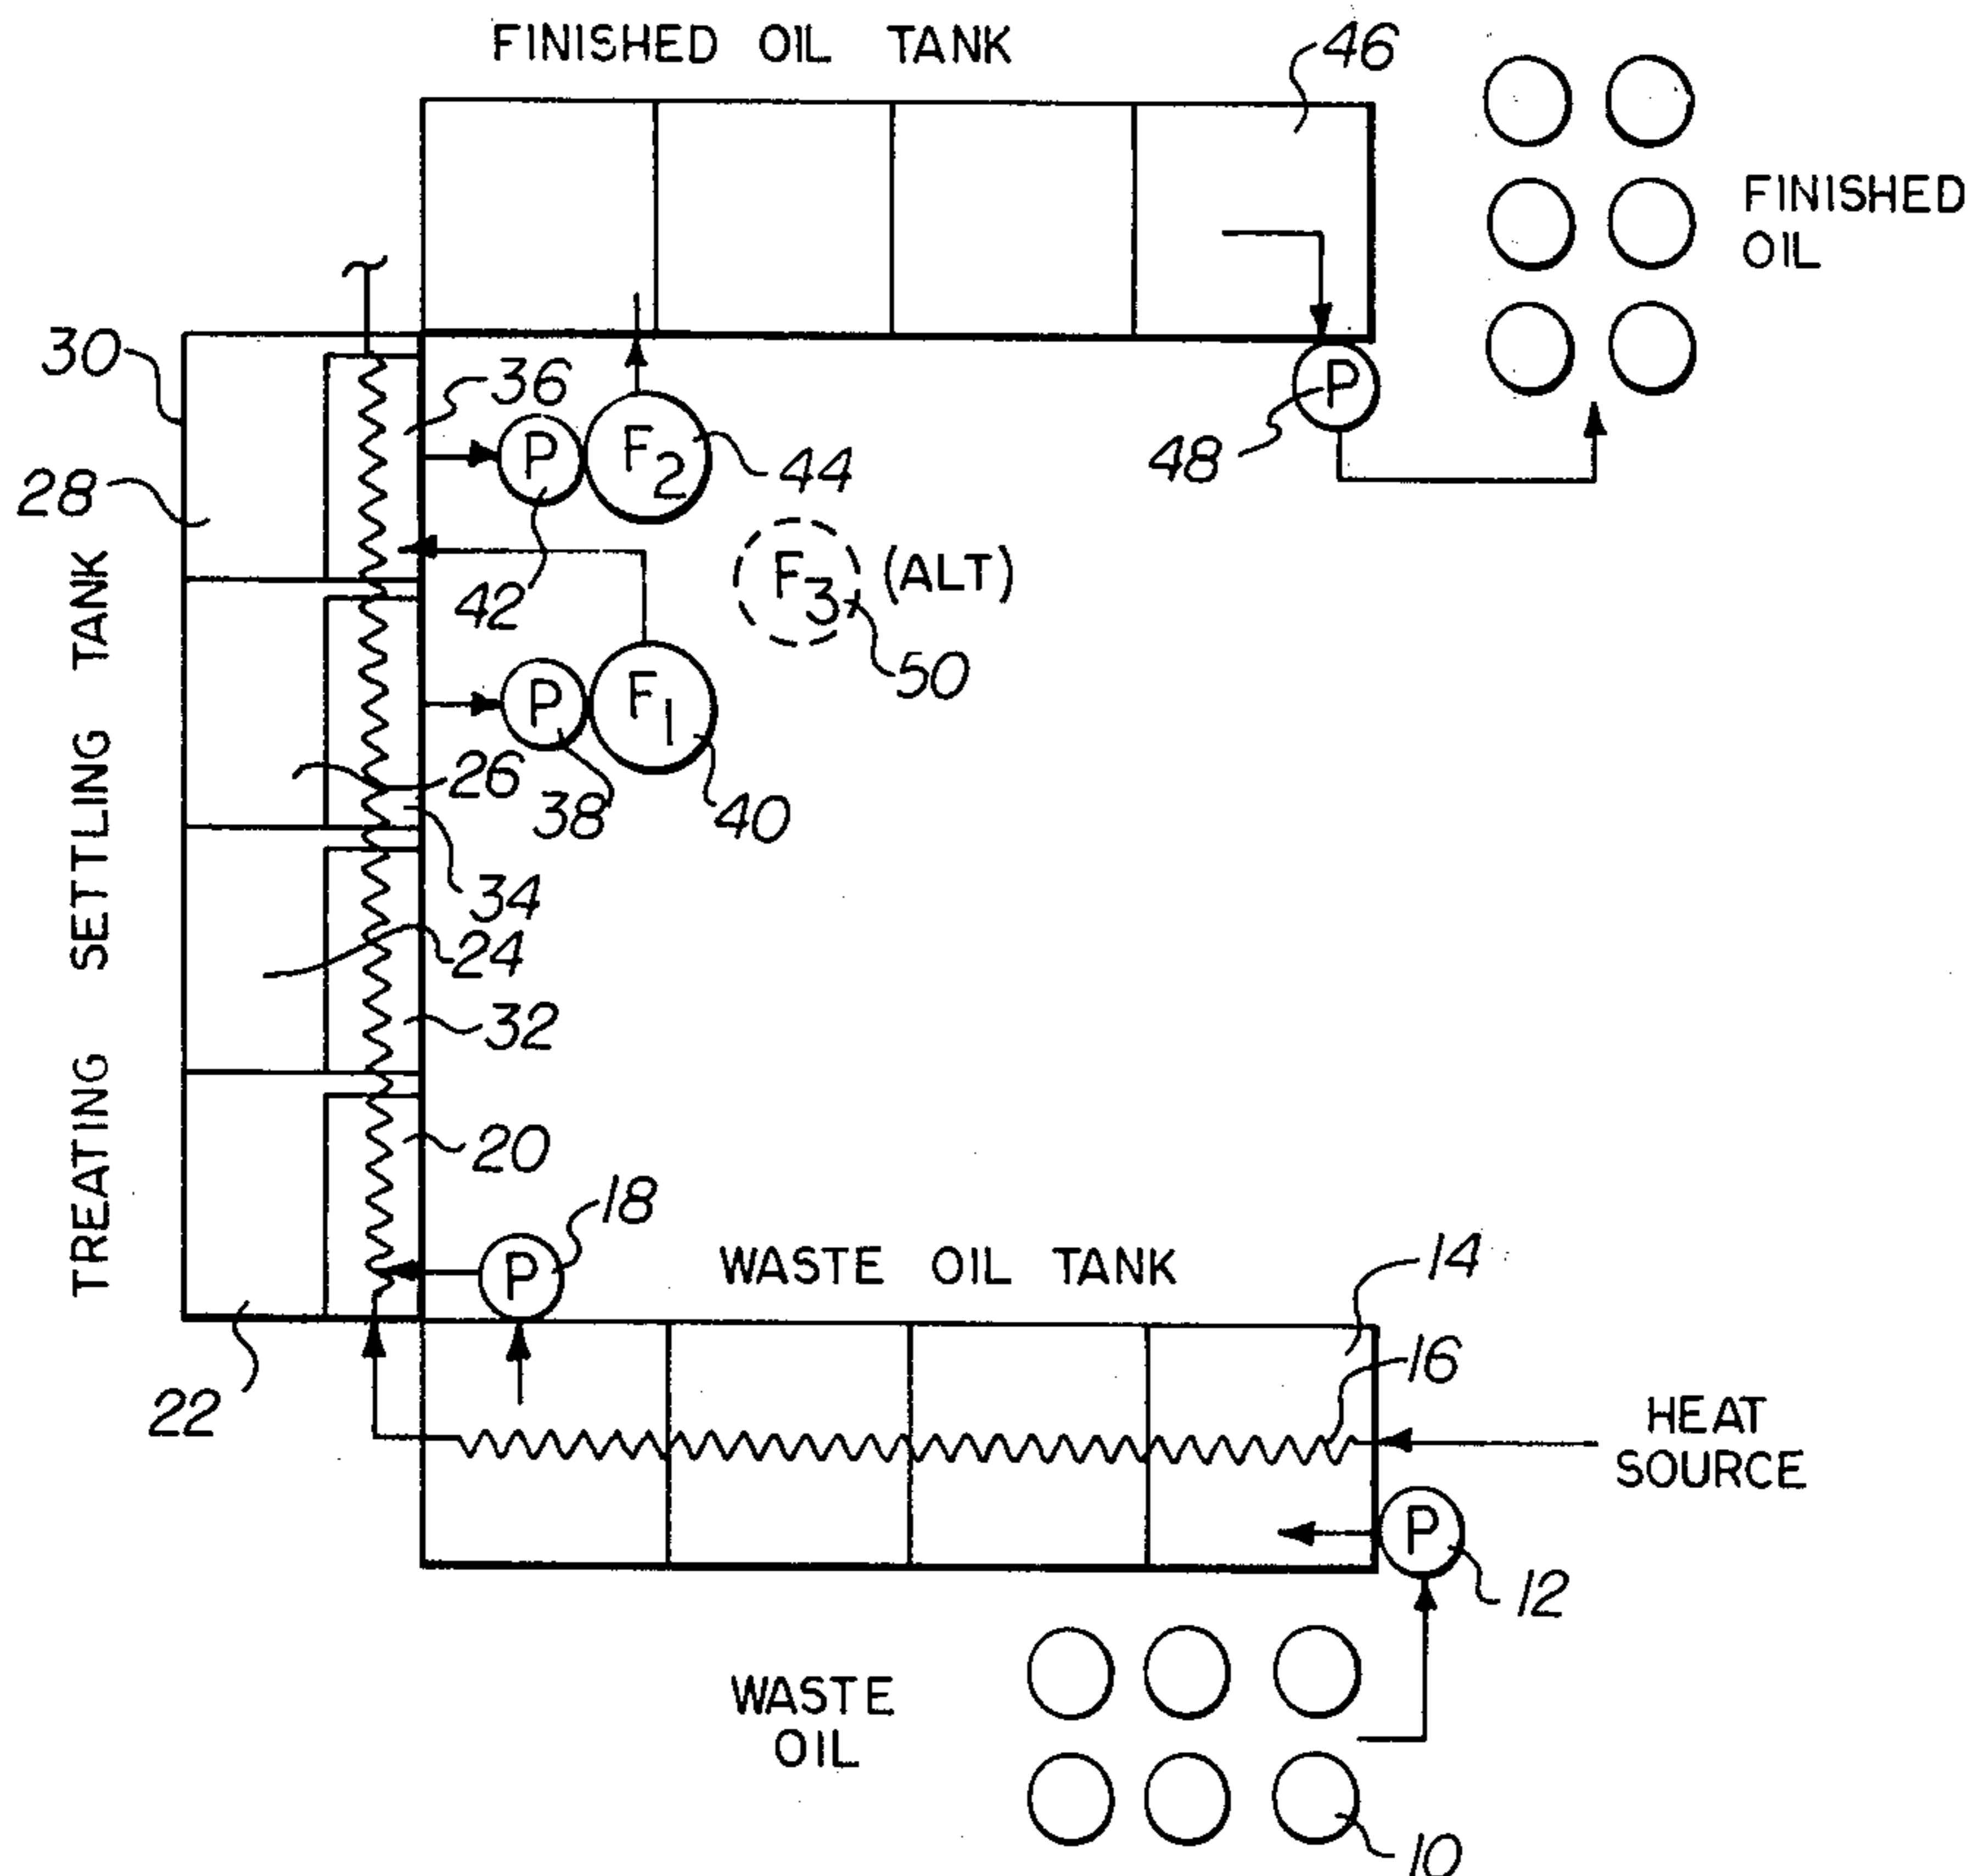 FINISHED OIL TANK
46
FINISHED
OIL
30
36
P
F2
44
P
48
28
42
F3
(ALT)
50
P
F1
26
38
40
34
24
32
20
18
P
TREATING SETTLING TANK
22
WASTE OIL TANK
14
16
HEAT
SOURCE
P
12
WASTE
OIL
10